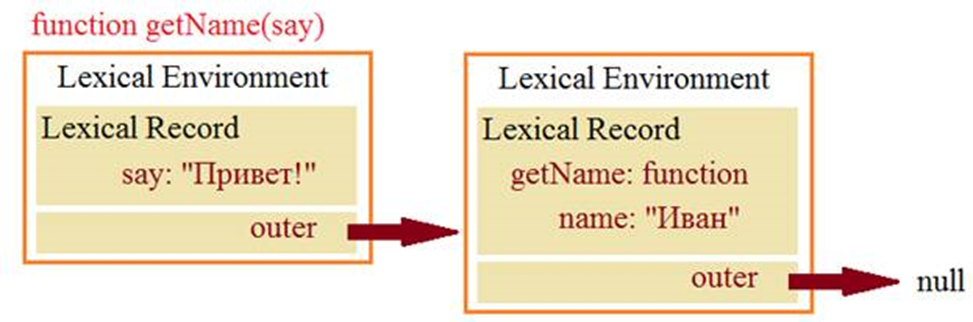 function getName(say)
Lexical Environment
Lexical Record
say: "Привет!"
outer
Lexical Environment
Lexical Record
getName: function
name: "Иван"
outer
null